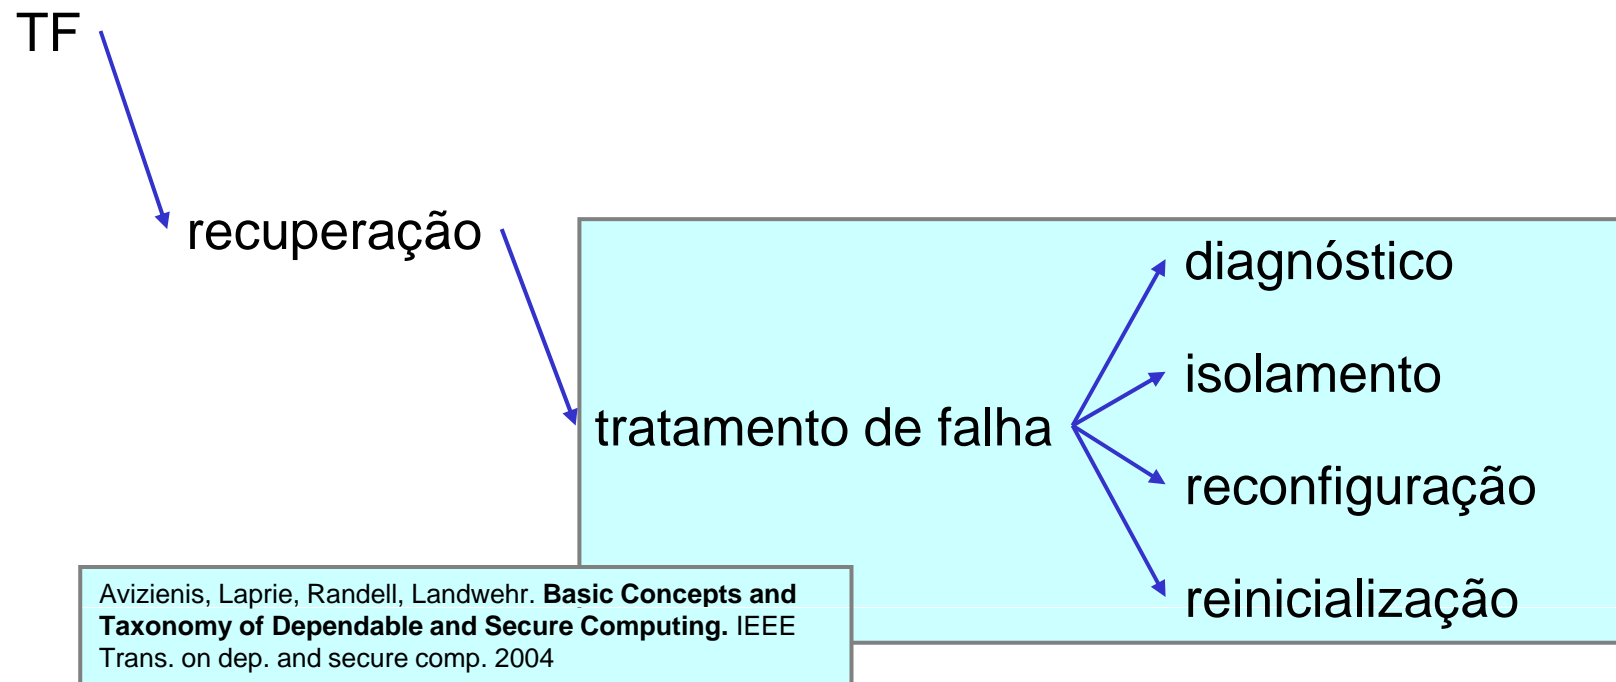 TF
recuperação
diagnóstico
isolamento
tratamento de falha
reconfiguração
reinicialização
Avizienis, Laprie, Randell, Landwehr. Basic Concepts and
Taxonomy of Dependable and Secure Computing. IEEE
Trans. on dep. and secure comp. 2004